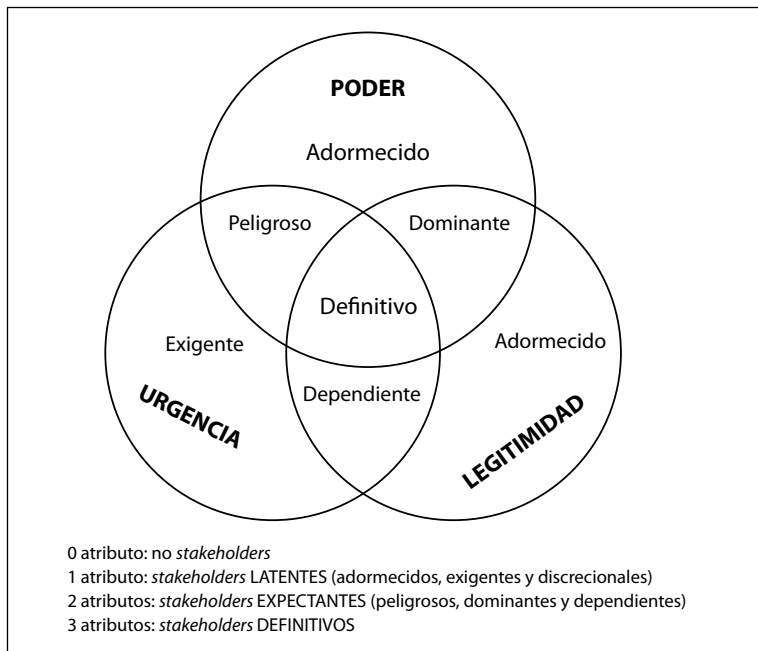 PODER
Adormecido
Peligroso
Dominante
Definitivo
Exigente
Adormecido
Dependiente
URGENCIA
LEGITIMIDAD
0 atributo: no stakeholders
1 atributo: stakeholders LATENTES (adormecidos, exigentes y discrecionales)
2 atributos: stakeholders EXPECTANTES (peligrosos, dominantes y dependientes)
3 atributos: stakeholders DEFINITIVOS